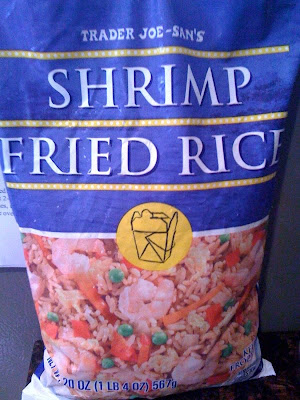 TRADER JOE-SAN'S
SHRIMP
FRIED RICE
20 OZ (1 LB 4 OZ) 567g